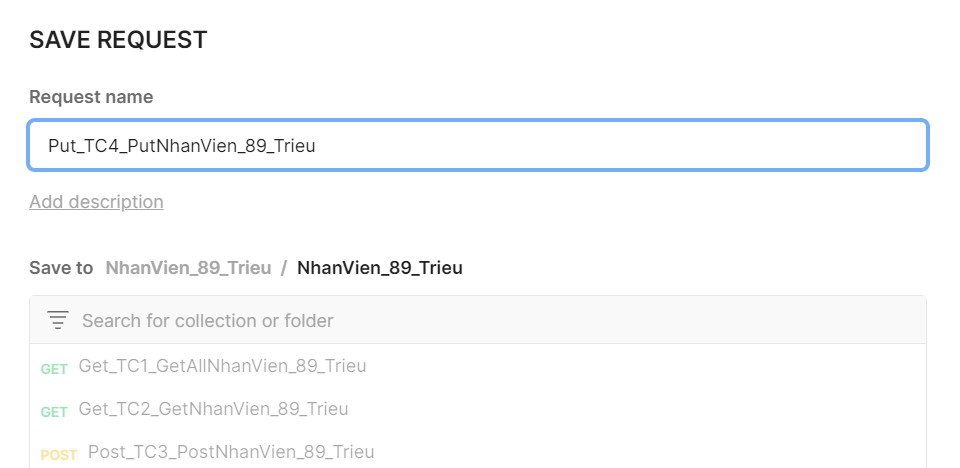 SAVE REQUEST
Request name
Put_TC4_PutNhanVien_89_Trieu
Add description
Save to NhanVien_89_Trieu / NhanVien_89_Trieu
Search for collection or folder
GET Get_TC1_GetAllNhanVien_89_Trieu
GET Get_TC2_GetNhanVien_89_Trieu
POST Post_TC3_PostNhanVien_89_Trieu